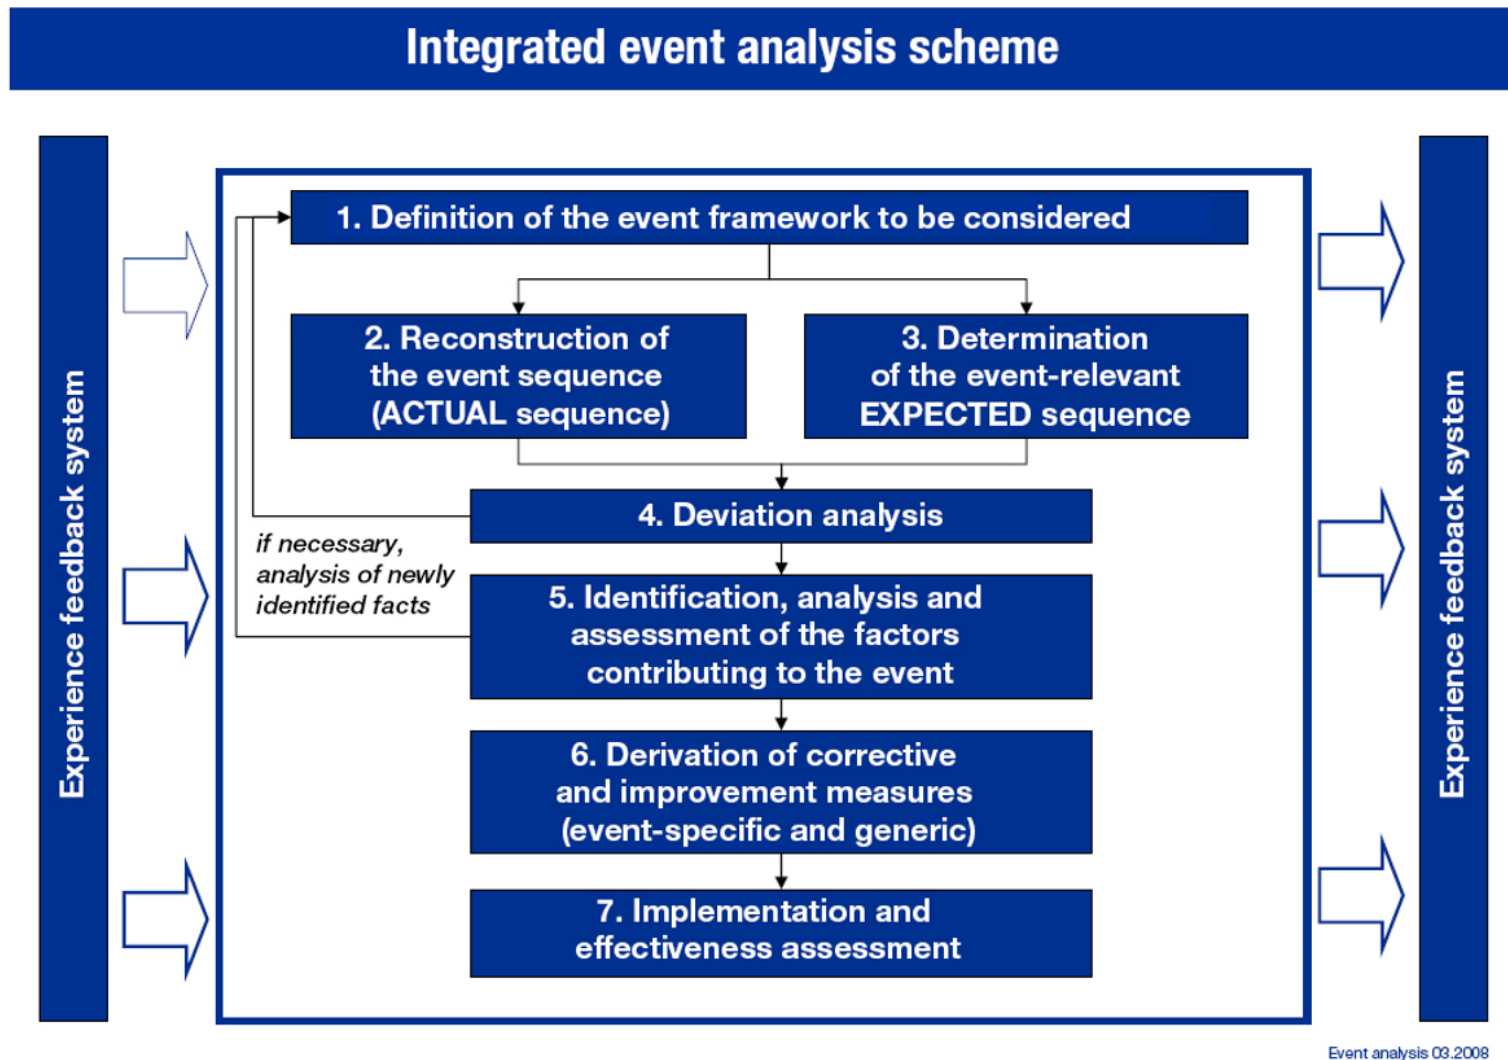 Integrated event analysis scheme
Experience feedback system
1. Definition of the event framework to be considered
2. Reconstruction of
the event sequence
(ACTUAL sequence)
3. Determination
of the event-relevant
EXPECTED sequence
4. Deviation analysis
if necessary,
analysis of newly
identified facts
5. Identification, analysis and
assessment of the factors
contributing to the event
6. Derivation of corrective
and improvement measures
(event-specific and generic)
7. Implementation and
effectiveness assessment
Experience feedback system
Event analysis 03.2008